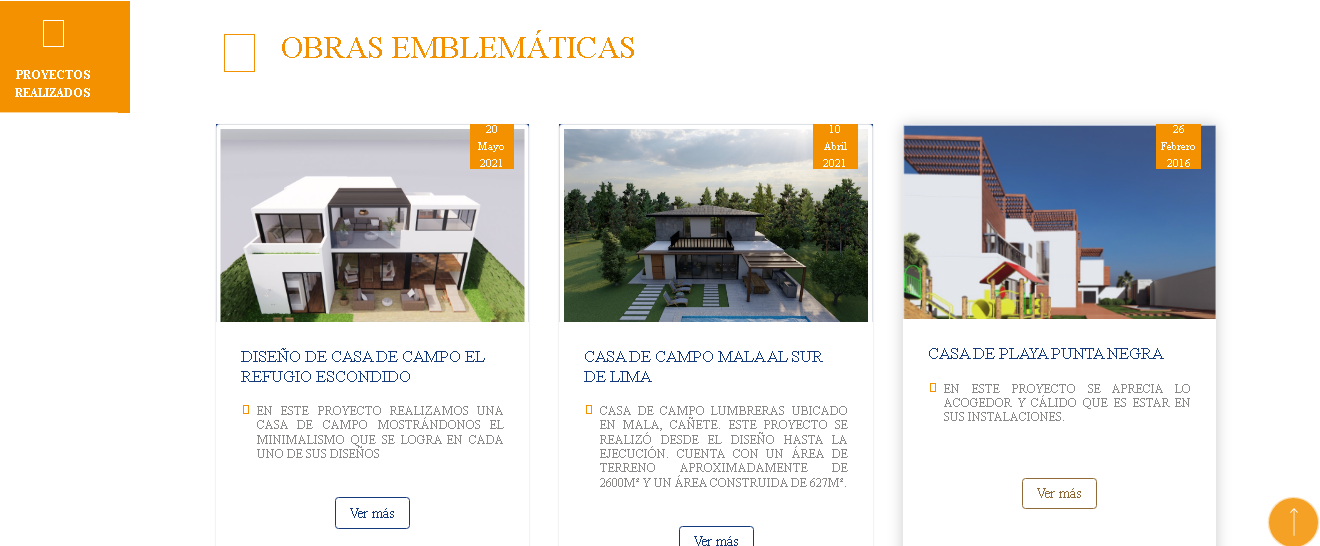 PROYECTOS
REALIZADOS
OBRAS EMBLEMÁTICAS
20
Mayo
2021
DISEÑO DE CASA DE CAMPO EL
REFUGIO ESCONDIDO
EN ESTE PROYECTO REALIZAMOS UNA
CASA DE CAMPO MOSTRÁNDONOS EL
MINIMALISMO QUE SE LOGRA EN CADA
UNO DE SUS DISEÑOS
Ver más
10
Abril
2021
CASA DE CAMPO MALA AL SUR
DE LIMA
CASA DE CAMPO LUMBRERAS UBICADO
EN MALA, CAÑETE. ESTE PROYECTO SE
REALIZÓ DESDE EL DISEÑO HASTA LA
EJECUCIÓN. CUENTA CON UN ÁREA DE
TERRENO APROXIMADAMENTE DE
2600M² Y UN ÁREA CONSTRUIDA DE 627M².
Ver más
26
Febrero
2016
CASA DE PLAYA PUNTA NEGRA
EN ESTE PROYECTO SE APRECIA LO
ACOGEDOR Y CÁLIDO QUE ES ESTAR EN
SUS INSTALACIONES.
Ver más